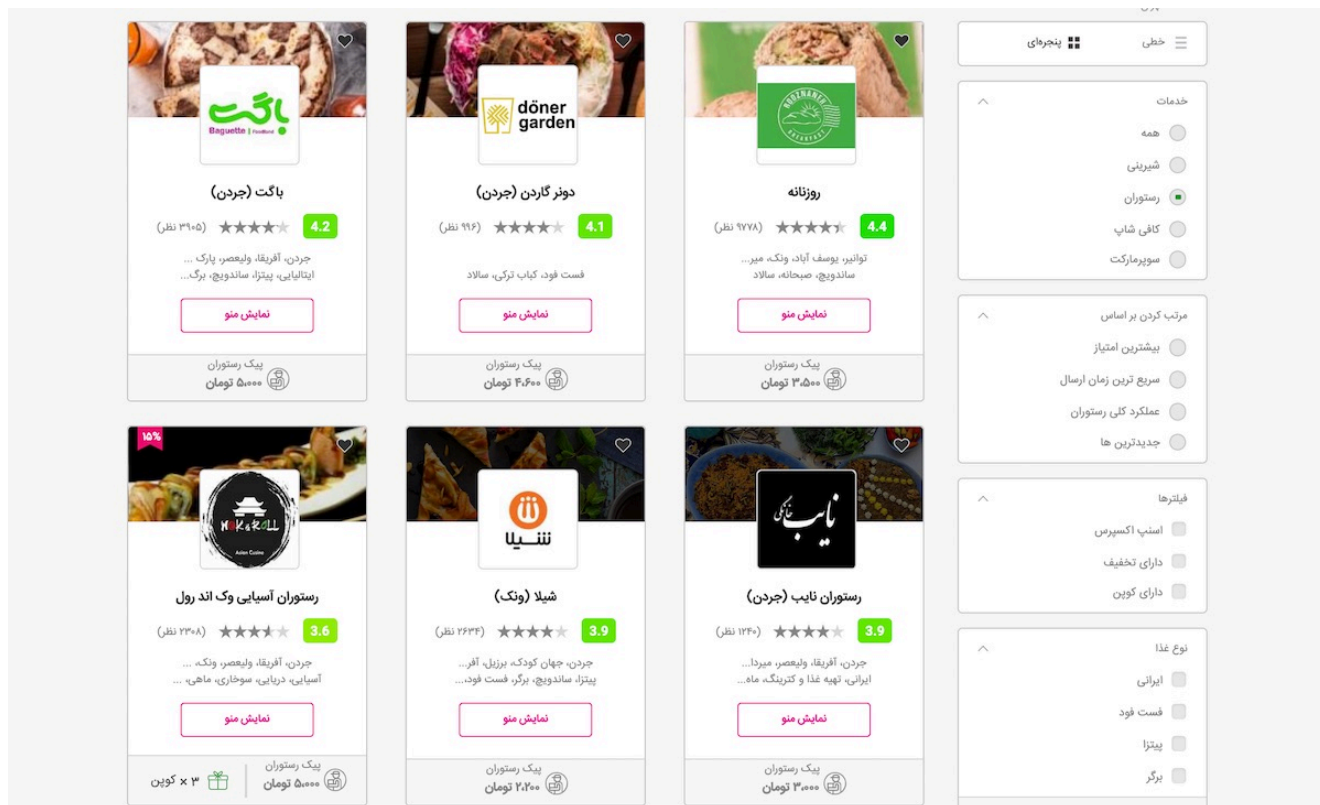 خطی
پنجره‌ای
خدمات
همه
شیرینی
رستوران
کافی شاپ
سوپرمارکت
مرتب کردن بر اساس
بیشترین امتیاز
سریع ترین زمان ارسال
عملکرد کلی رستوران
جدیدترین ها
فیلترها
اسنپ اکسپرس
دارای تخفیف
دارای کوپن
نوع غذا
ایرانی
فست فود
پیتزا
برگر
ROOZNANEH
BREAKFAST
روزنانه
4.4 (۹۷۷۸ نظر)
توانیر، یوسف آباد، ونک، میر...
ساندویچ، صبحانه، سالاد
نمایش منو
پیک رستوران
۳،۵۰۰ تومان
döner
garden
دونر گاردن (جردن)
4.1 (۹۹۶ نظر)
فست فود، کباب ترکی، سالاد
نمایش منو
پیک رستوران
۴،۶۰۰ تومان
باگت
Baguette | Foodland
باگت (جردن)
4.2 (۳۹۰۵ نظر)
جردن، آفریقا، ولیعصر، پارک ...
ایتالیایی، پیتزا، ساندویچ، برگ...
نمایش منو
پیک رستوران
۵،۰۰۰ تومان
نایب خانگی
رستوران نایب (جردن)
3.9 (۱۲۴۰ نظر)
جردن، آفریقا، ولیعصر، میردا...
ایرانی، تهیه غذا و کترینگ، ماه...
نمایش منو
پیک رستوران
۳،۰۰۰ تومان
شیلا
شیلا (ونک)
3.9 (۲۶۳۴ نظر)
جردن، جهان کودک، برزیل، آفر...
پیتزا، ساندویچ، برگر، فست فود،...
نمایش منو
پیک رستوران
۲،۲۰۰ تومان
۱۵%
WOK & ROLL
Asian Cuisine
رستوران آسیایی وک اند رول
3.6 (۲۳۰۸ نظر)
جردن، آفریقا، ولیعصر، ونک، ...
آسیایی، دریایی، سوخاری، ماهی، ...
نمایش منو
پیک رستوران
۵،۰۰۰ تومان
۳ × کوپن